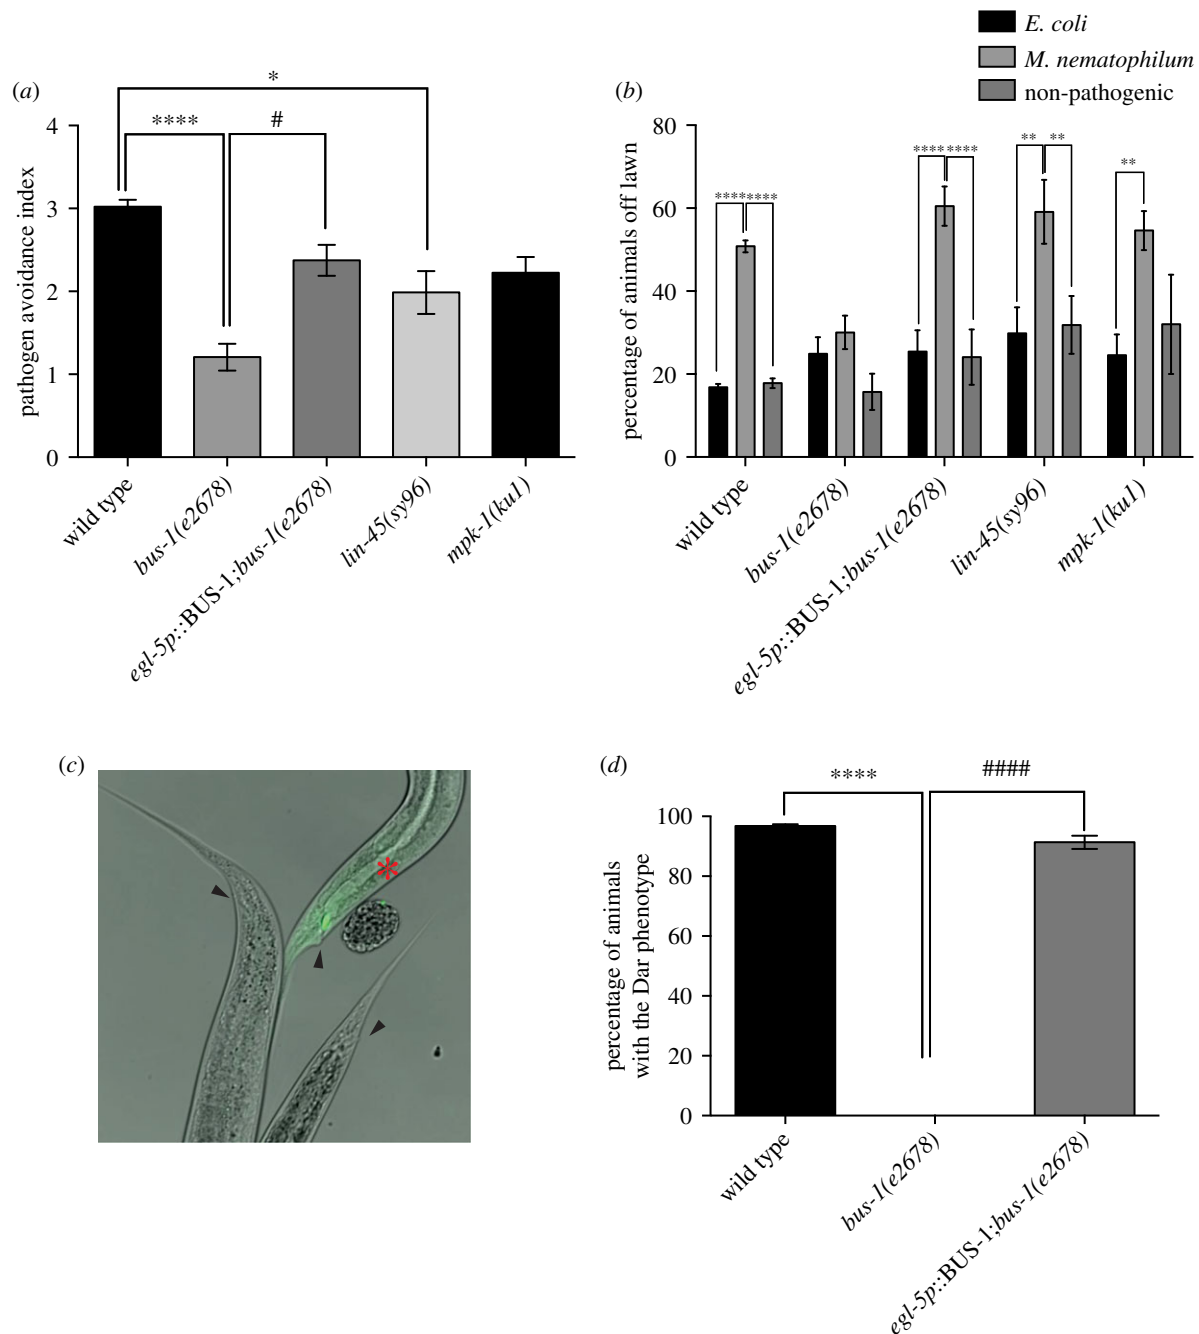 E. coli
M. nematophilum
non-pathogenic
(a)
*
****
#
pathogen avoidance index
4
3
2
1
0
wild type
bus-1(e2678)
egl-5p::BUS-1;bus-1(e2678)
lin-45(sy96)
mpk-1(ku1)
(b)
percentage of animals off lawn
80
60
40
20
0
**** ****
**** ****
** **
**
wild type
bus-1(e2678)
egl-5p::BUS-1;bus-1(e2678)
lin-45(sy96)
mpk-1(ku1)
(c)
*
(d)
**** ####
percentage of animals
with the Dar phenotype
100
80
60
40
20
0
wild type
bus-1(e2678)
egl-5p::BUS-1;bus-1(e2678)